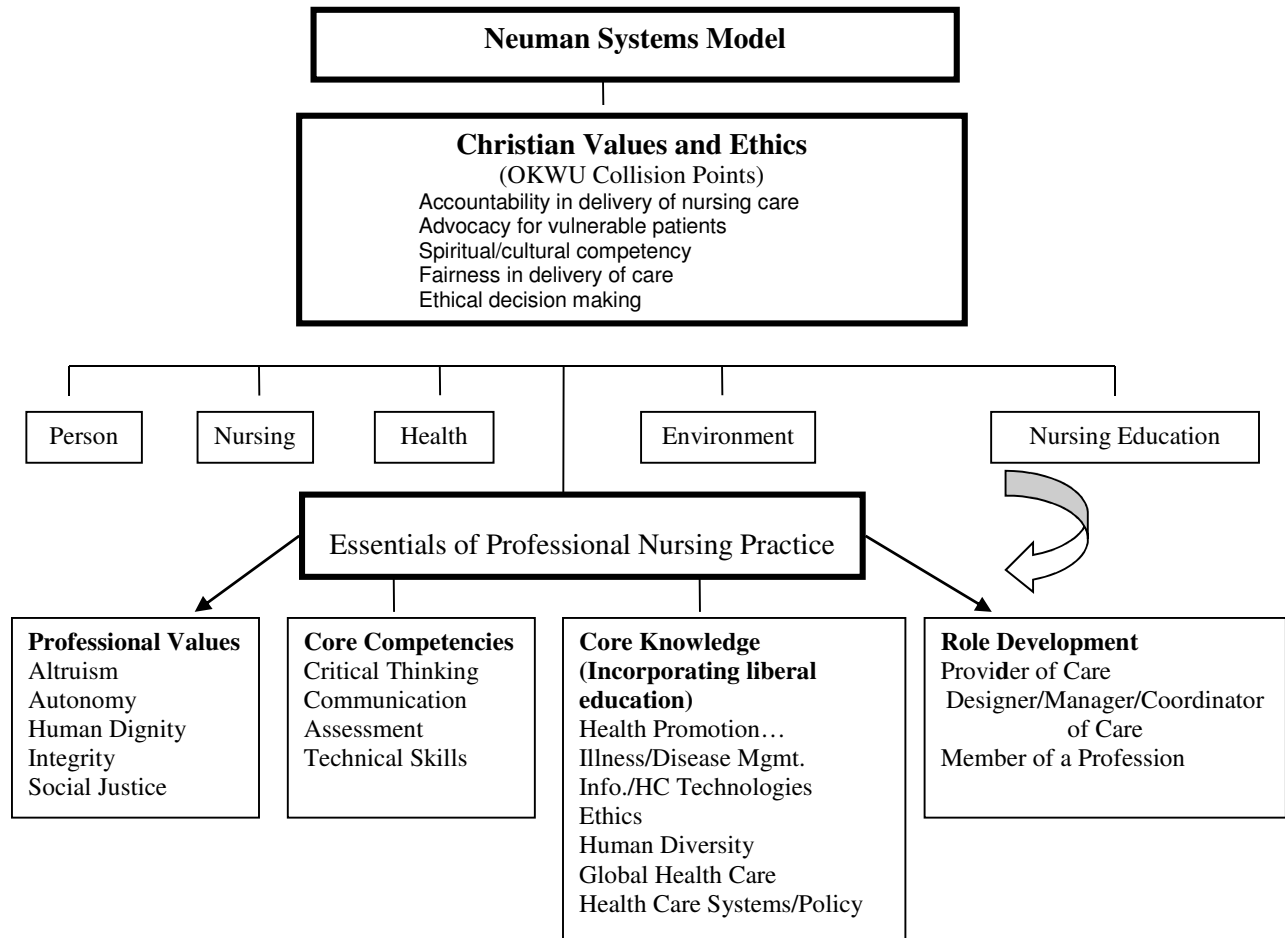 Neuman Systems Model
Christian Values and Ethics
(OKWU Collision Points)
Accountability in delivery of nursing care
Advocacy for vulnerable patients
Spiritual/cultural competency
Fairness in delivery of care
Ethical decision making
Person
Nursing
Health
Environment
Nursing Education
Essentials of Professional Nursing Practice
Professional Values
Altruism
Autonomy
Human Dignity
Integrity
Social Justice
Core Competencies
Critical Thinking
Communication
Assessment
Technical Skills
Core Knowledge
(Incorporating liberal
education)
Health Promotion…
Illness/Disease Mgmt.
Info./HC Technologies
Ethics
Human Diversity
Global Health Care
Health Care Systems/Policy
Role Development
Provider of Care
Designer/Manager/Coordinator
of Care
Member of a Profession